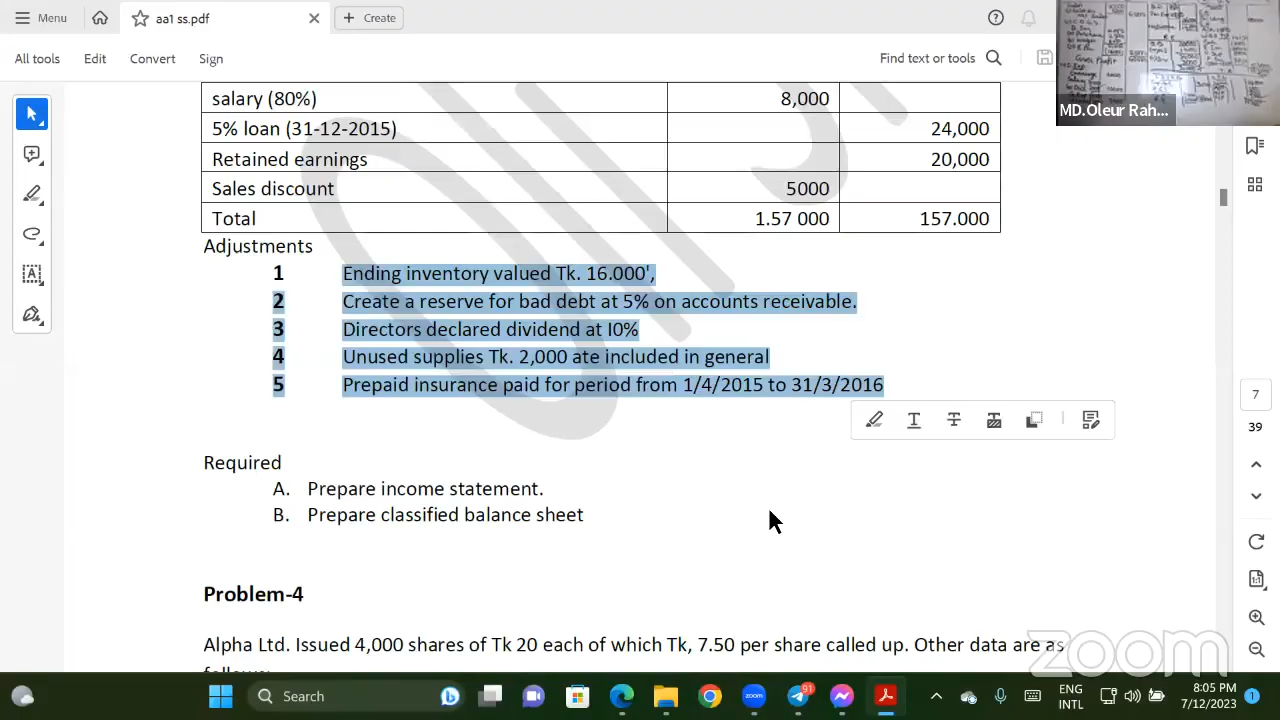 Menu
aa1 ss.pdf
Create
All tools Edit Convert Sign
Find text or tools
MD.Oleur Rah...
salary (80%) 8,000
5% loan (31-12-2015) 24,000
Retained earnings 20,000
Sales discount 5000
Total 1.57 000 157.000
Adjustments
1 Ending inventory valued Tk. 16.000',
2 Create a reserve for bad debt at 5% on accounts receivable.
3 Directors declared dividend at I0%
4 Unused supplies Tk. 2,000 ate included in general
5 Prepaid insurance paid for period from 1/4/2015 to 31/3/2016
7
39
Required
A. Prepare income statement.
B. Prepare classified balance sheet
Problem-4
Alpha Ltd. Issued 4,000 shares of Tk 20 each of which Tk, 7.50 per share called up. Other data are as
follows:
zoom
Search
zoom
91
ENG
INTL
8:05 PM
7/12/2023
1